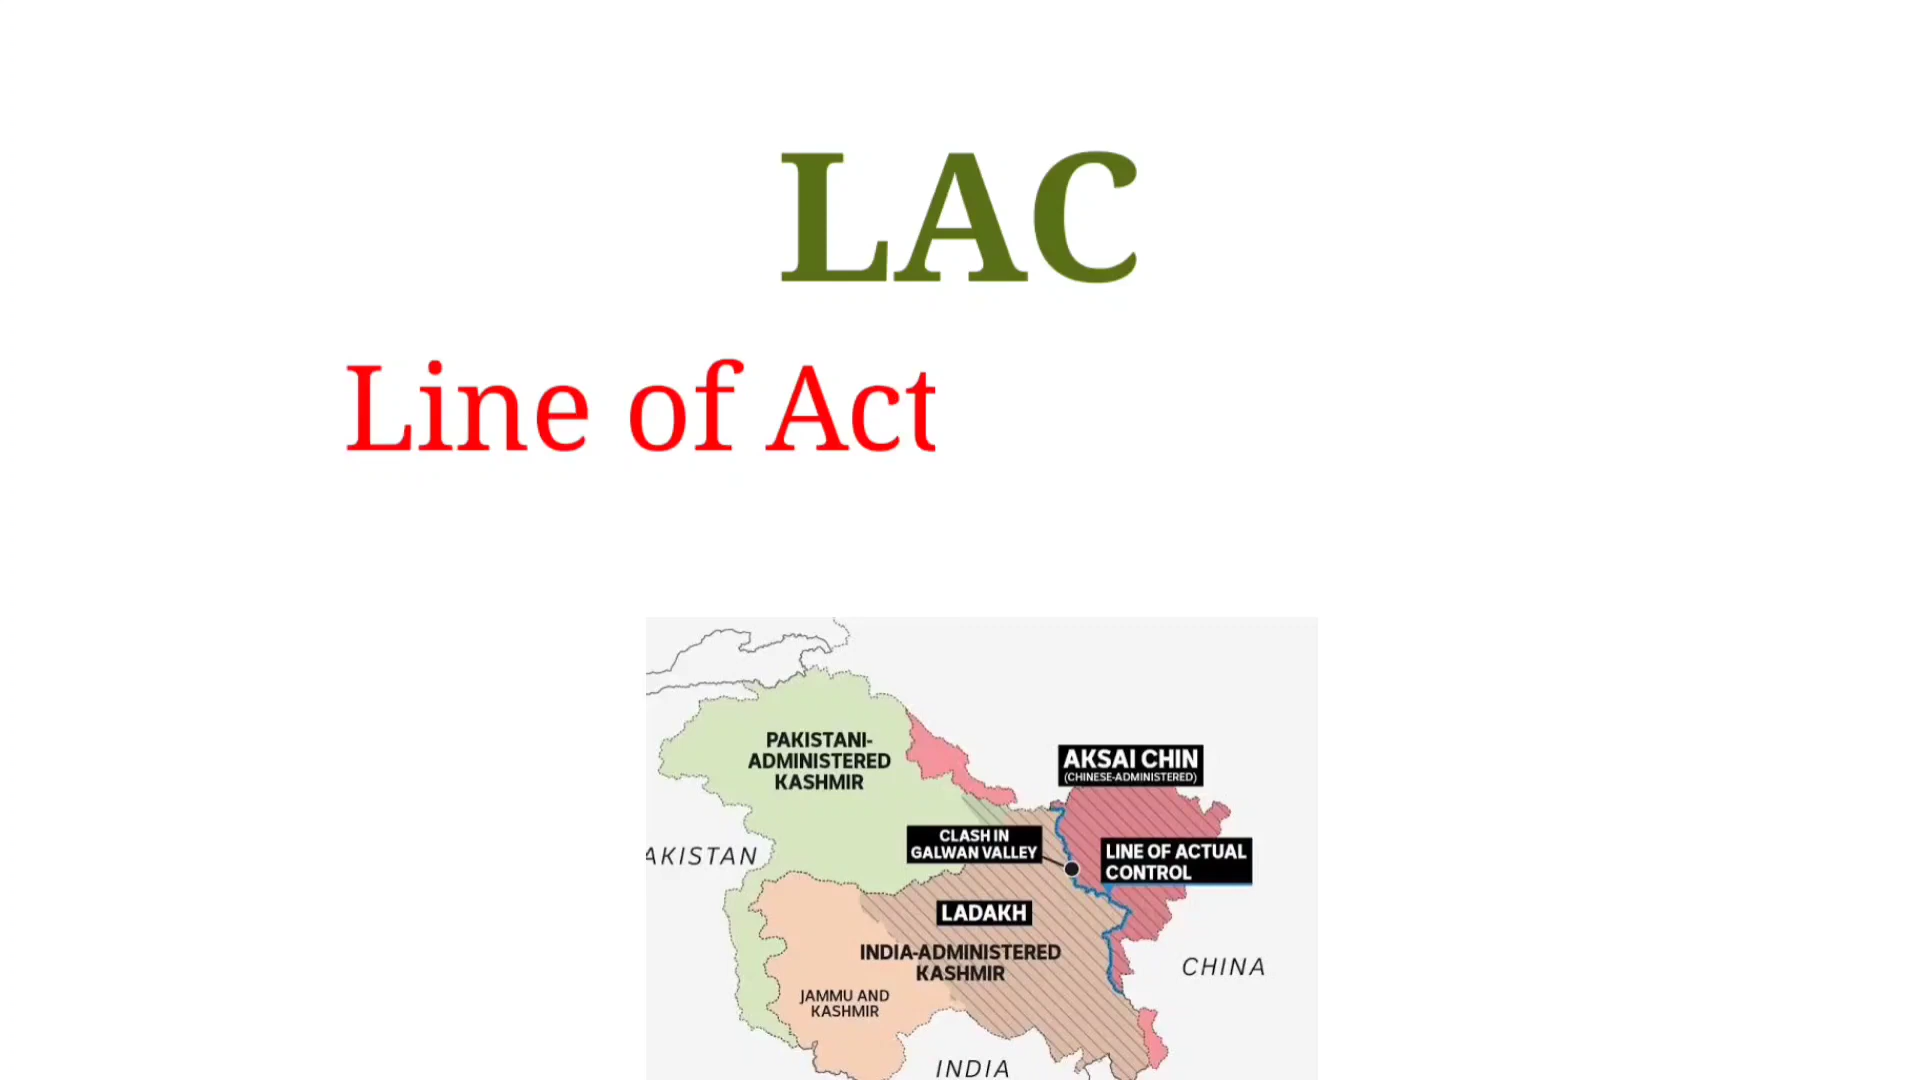 LAC
Line of Act
PAKISTANI-
ADMINISTERED
KASHMIR
AKSAI CHIN
(CHINESE-ADMINISTERED)
CLASH IN
GALWAN VALLEY
LINE OF ACTUAL
CONTROL
AKISTAN
LADAKH
INDIA-ADMINISTERED
KASHMIR
CHINA
JAMMU AND
KASHMIR
INDIA